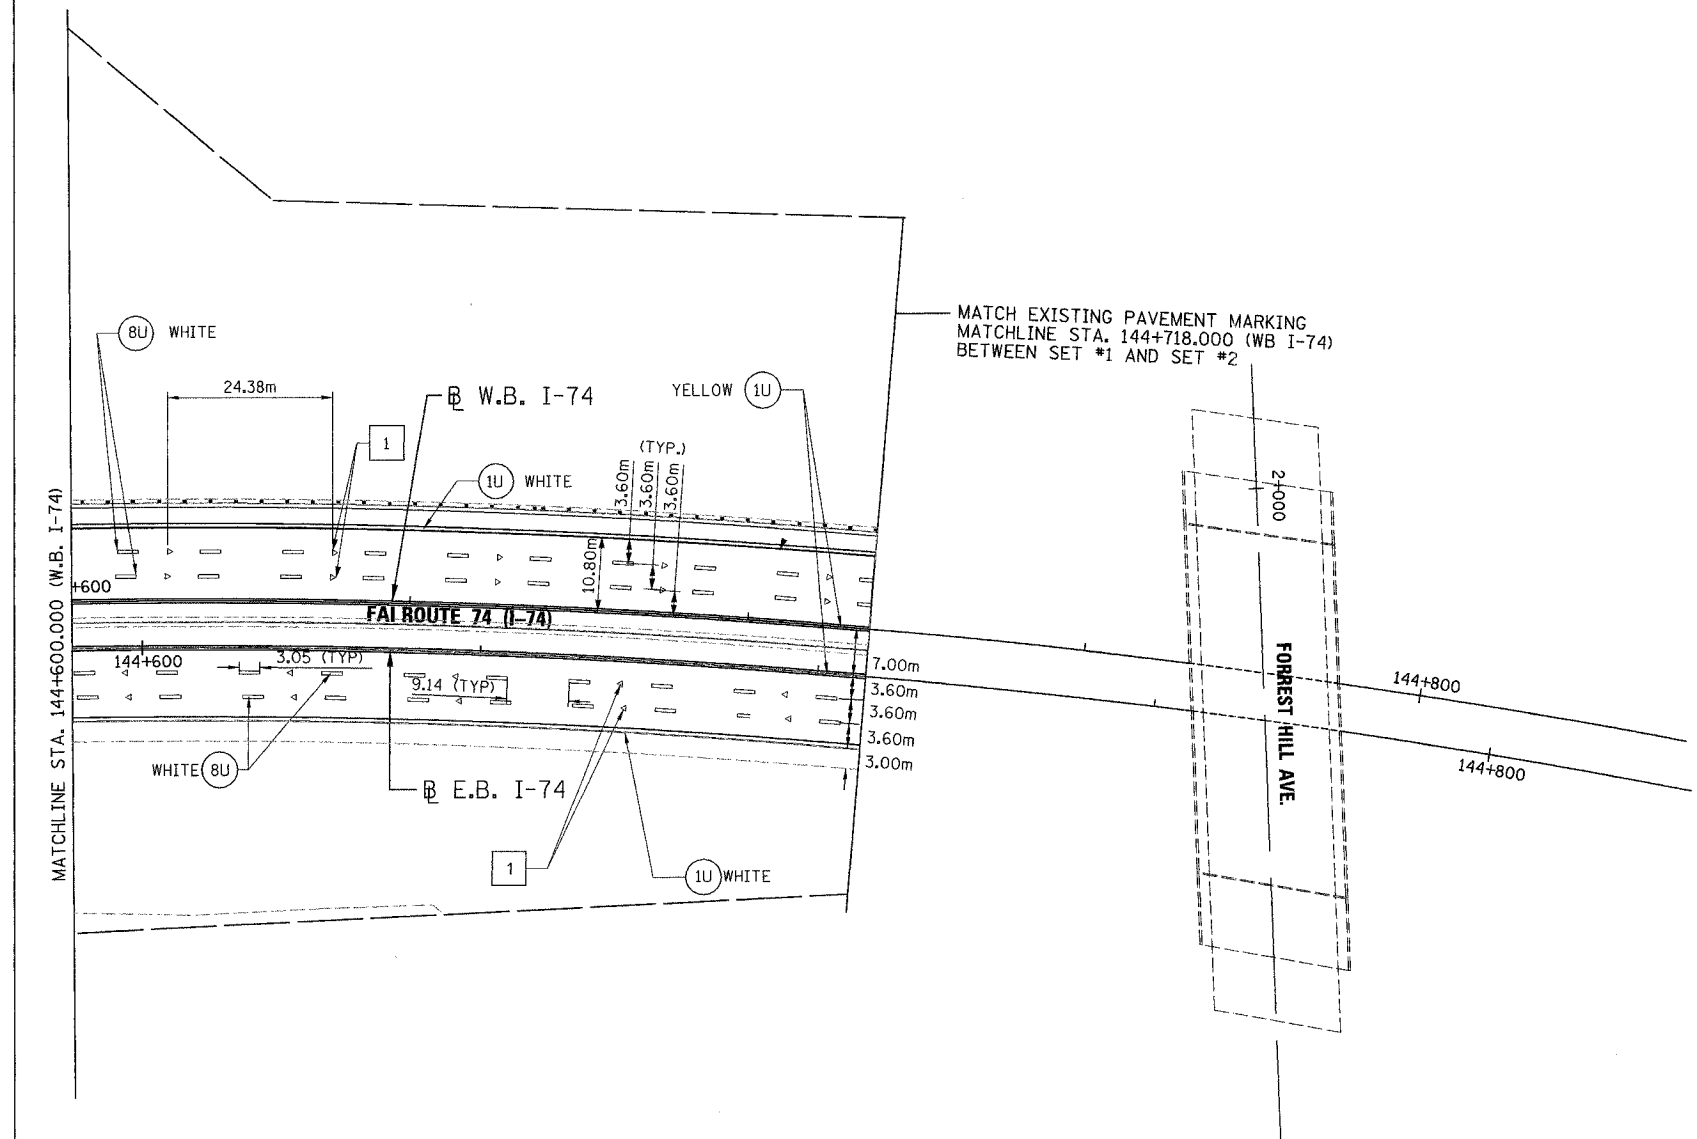 MATCH EXISTING PAVEMENT MARKING
MATCHLINE STA. 144+718.000 (WB I-74)
BETWEEN SET #1 AND SET #2
8U WHITE
24.38m
℄ W.B. I-74
YELLOW 1U
1
(TYP.)
3.60m
3.60m
3.60m
1U WHITE
2+000
10.80m
+600
FAI ROUTE 74 (I-74)
MATCHLINE STA. 144+600.000 (W.B. I-74)
144+600
3.05 (TYP)
9.14 (TYP)
7.00m
3.60m
3.60m
3.60m
3.00m
FORREST HILL AVE.
144+800
144+800
WHITE 8U
℄ E.B. I-74
1
1U WHITE